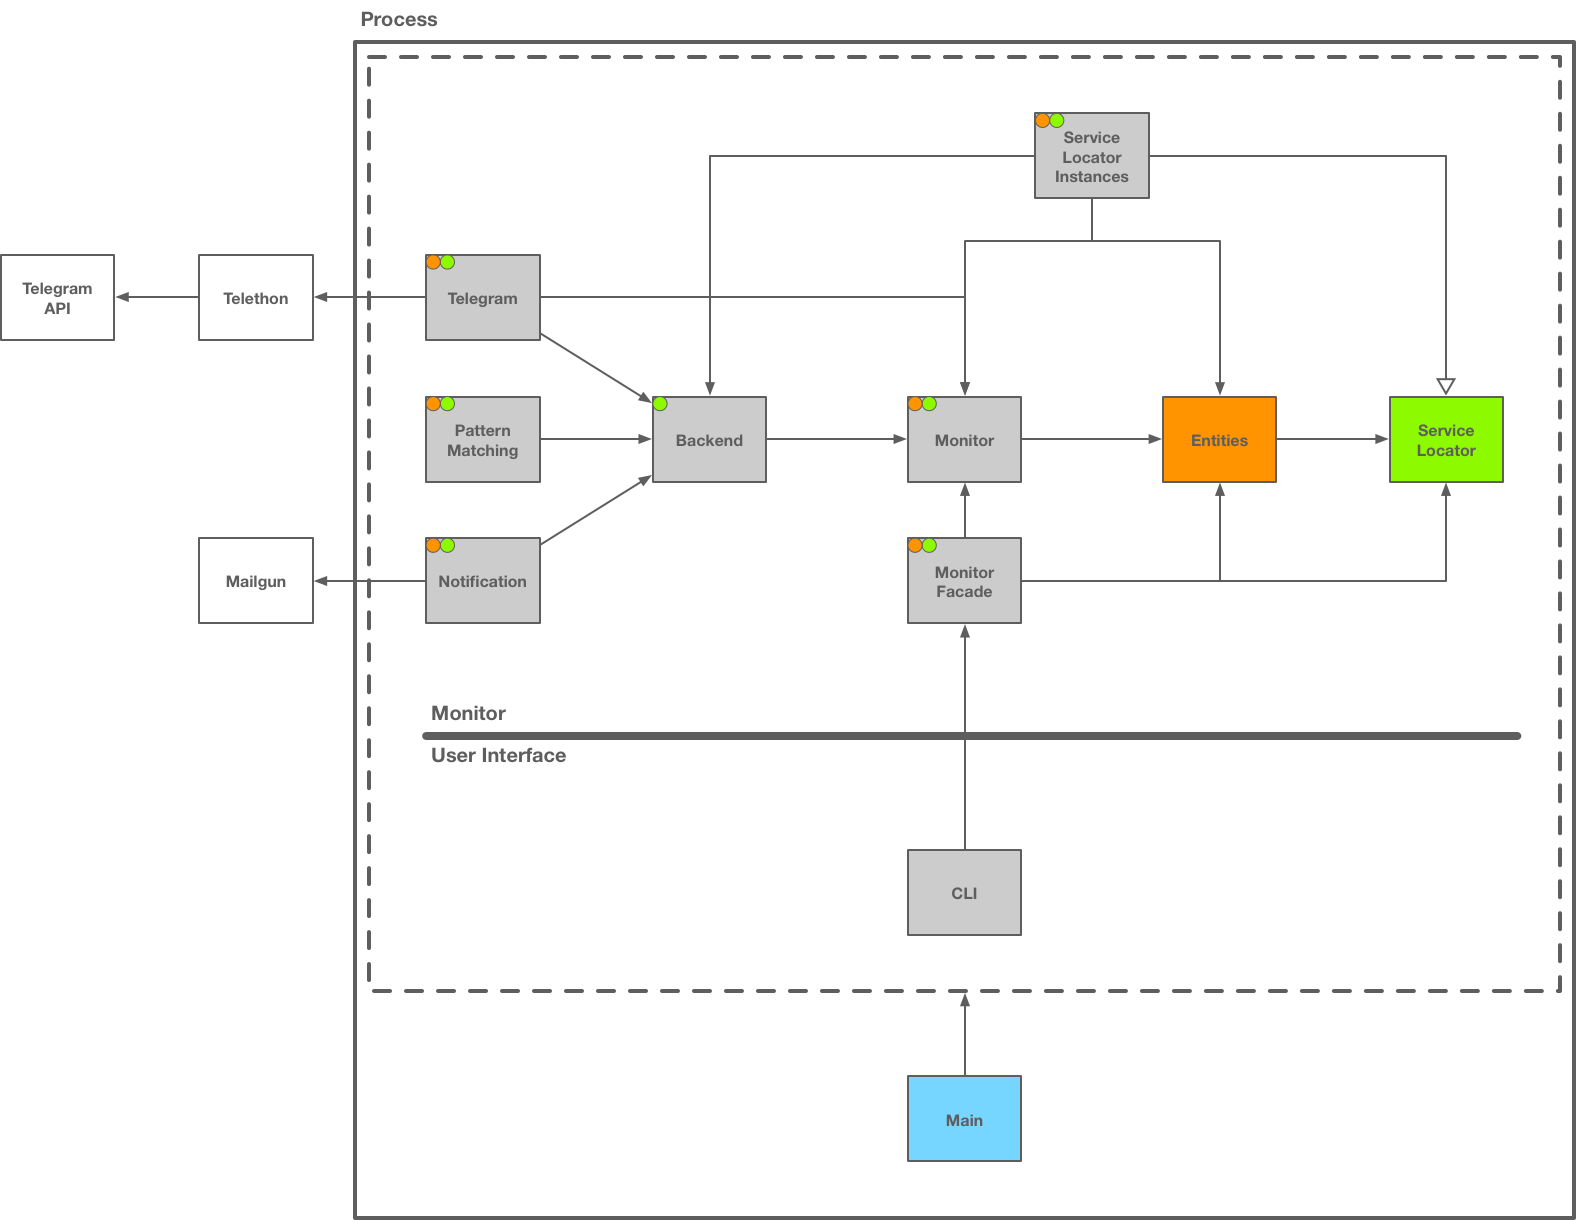 Process
Service
Locator
Instances
Telegram
API
Telethon
Telegram
Pattern
Matching
Backend
Monitor
Entities
Service
Locator
Mailgun
Notification
Monitor
Facade
Monitor
User Interface
CLI
Main